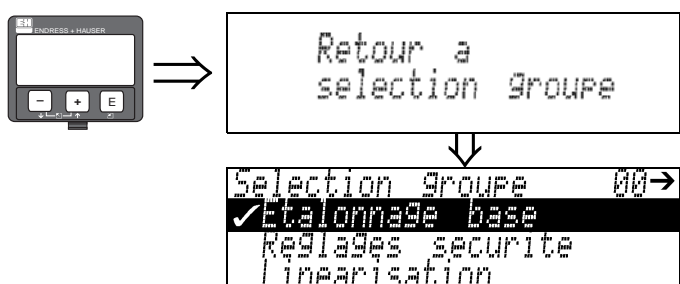 E+H
ENDRESS + HAUSER
- + E
Retour a
selection groupe
Selection groupe 00→
✓Etalonnage base
Reglages securite
Linearisation